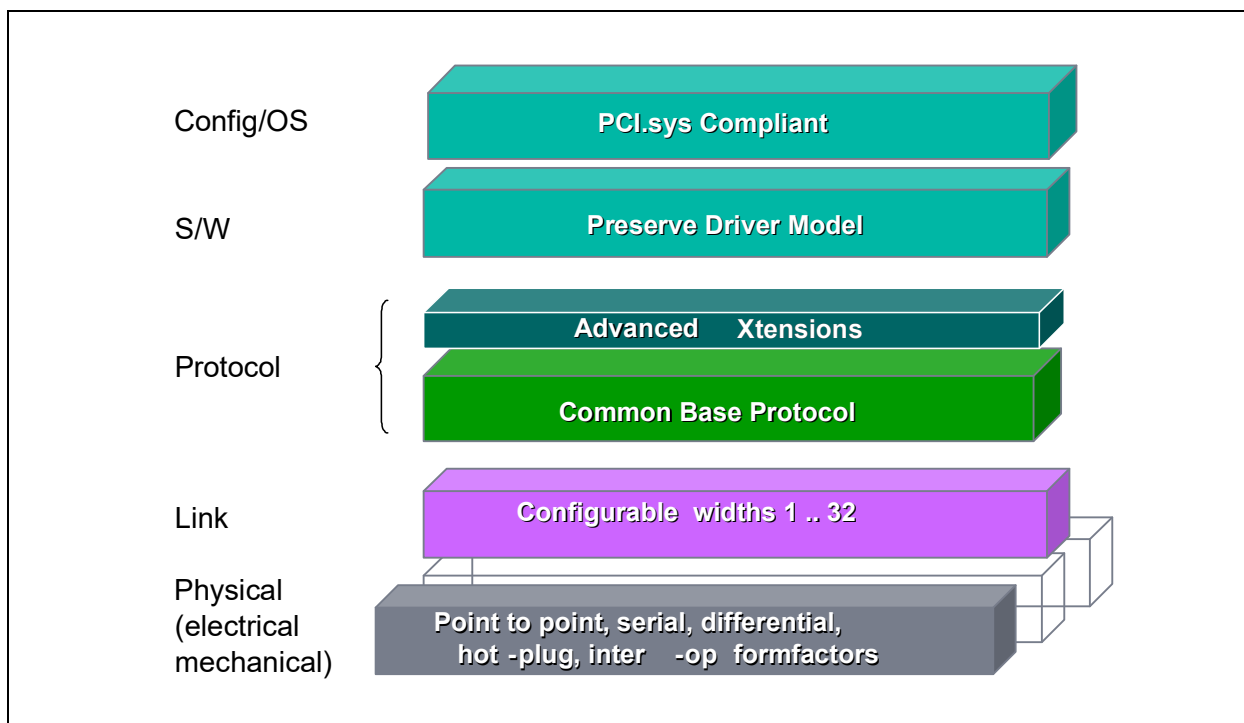 Config/OS
PCI.sys Compliant
S/W
Preserve Driver Model
Protocol
Advanced Xtensions
Common Base Protocol
Link
Configurable widths 1 .. 32
Physical
(electrical
mechanical)
Point to point, serial, differential,
hot -plug, inter -op formfactors